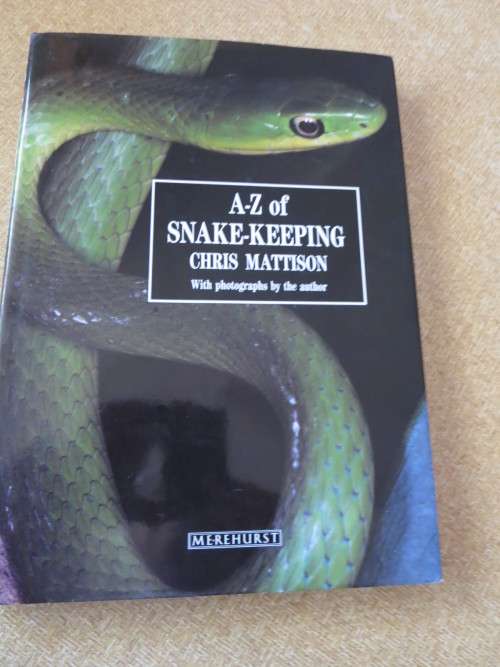 A-Z of
SNAKE-KEEPING
CHRIS MATTISON
With photographs by the author
MEREHURST